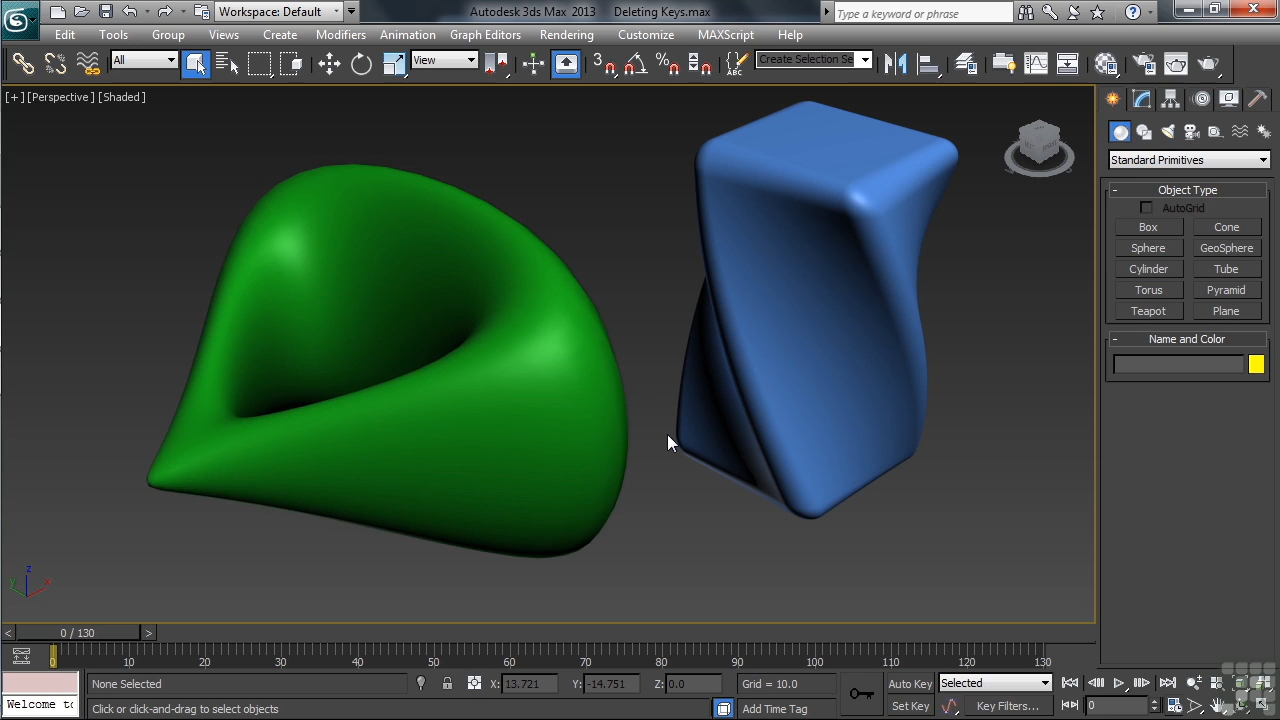 Workspace: Default
Autodesk 3ds Max 2013 Deleting Keys.max
Type a keyword or phrase
Edit Tools Group Views Create Modifiers Animation Graph Editors Rendering Customize MAXScript Help
All
View
3
%
ABC
Create Selection Se
[+] [Perspective] [Shaded]
Standard Primitives
- Object Type
AutoGrid
Box Cone
Sphere GeoSphere
Cylinder Tube
Torus Pyramid
Teapot Plane
- Name and Color
z
y x
< 0 / 130 >
0 10 20 30 40 50 60 70 80 90 100 110 120 130
None Selected
X: 13.721 Y: -14.751 Z: 0.0
Grid = 10.0
Auto Key Selected
Welcome to
Click or click-and-drag to select objects
Add Time Tag
Set Key Key Filters...
0